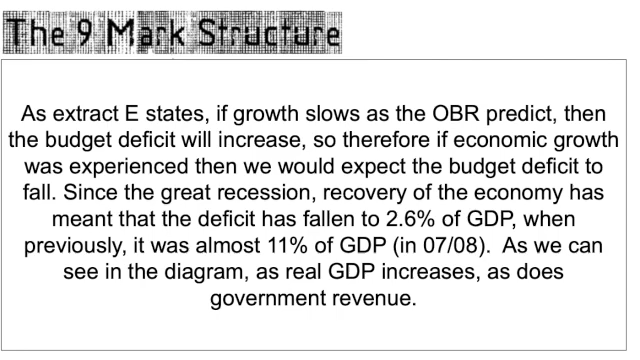 The 9 Mark Structure
As extract E states, if growth slows as the OBR predict, then
the budget deficit will increase, so therefore if economic growth
was experienced then we would expect the budget deficit to
fall. Since the great recession, recovery of the economy has
meant that the deficit has fallen to 2.6% of GDP, when
previously, it was almost 11% of GDP (in 07/08).  As we can
see in the diagram, as real GDP increases, as does
government revenue.